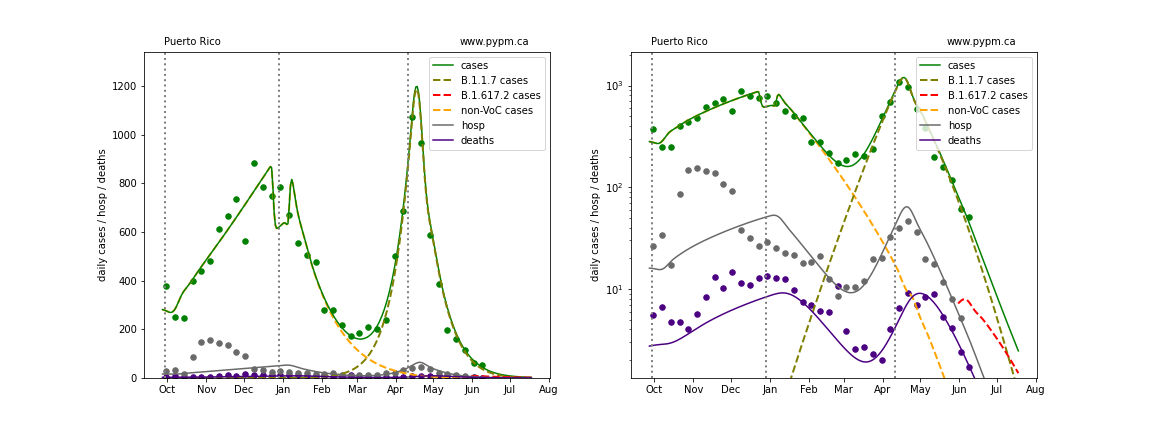 Puerto Rico www.pypm.ca
daily cases / hosp / deaths
1200
1000
800
600
400
200
0
cases
B.1.1.7 cases
B.1.617.2 cases
non-VoC cases
hosp
deaths
Oct Nov Dec Jan Feb Mar Apr May Jun Jul Aug
Puerto Rico www.pypm.ca
daily cases / hosp / deaths
10³
10²
10¹
cases
B.1.1.7 cases
B.1.617.2 cases
non-VoC cases
hosp
deaths
Oct Nov Dec Jan Feb Mar Apr May Jun Jul Aug